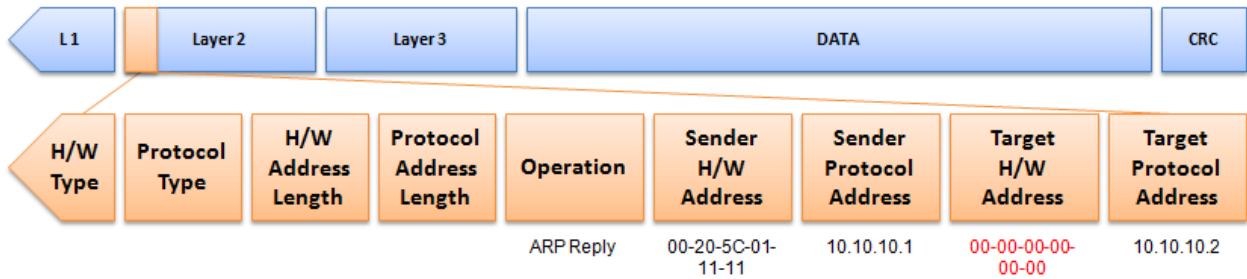 L 1
Layer 2
Layer 3
DATA
CRC
H/W
Type
Protocol
Type
H/W
Address
Length
Protocol
Address
Length
Operation
Sender
H/W
Address
Sender
Protocol
Address
Target
H/W
Address
Target
Protocol
Address
ARP Reply
00-20-5C-01-
11-11
10.10.10.1
00-00-00-00-
00-00
10.10.10.2